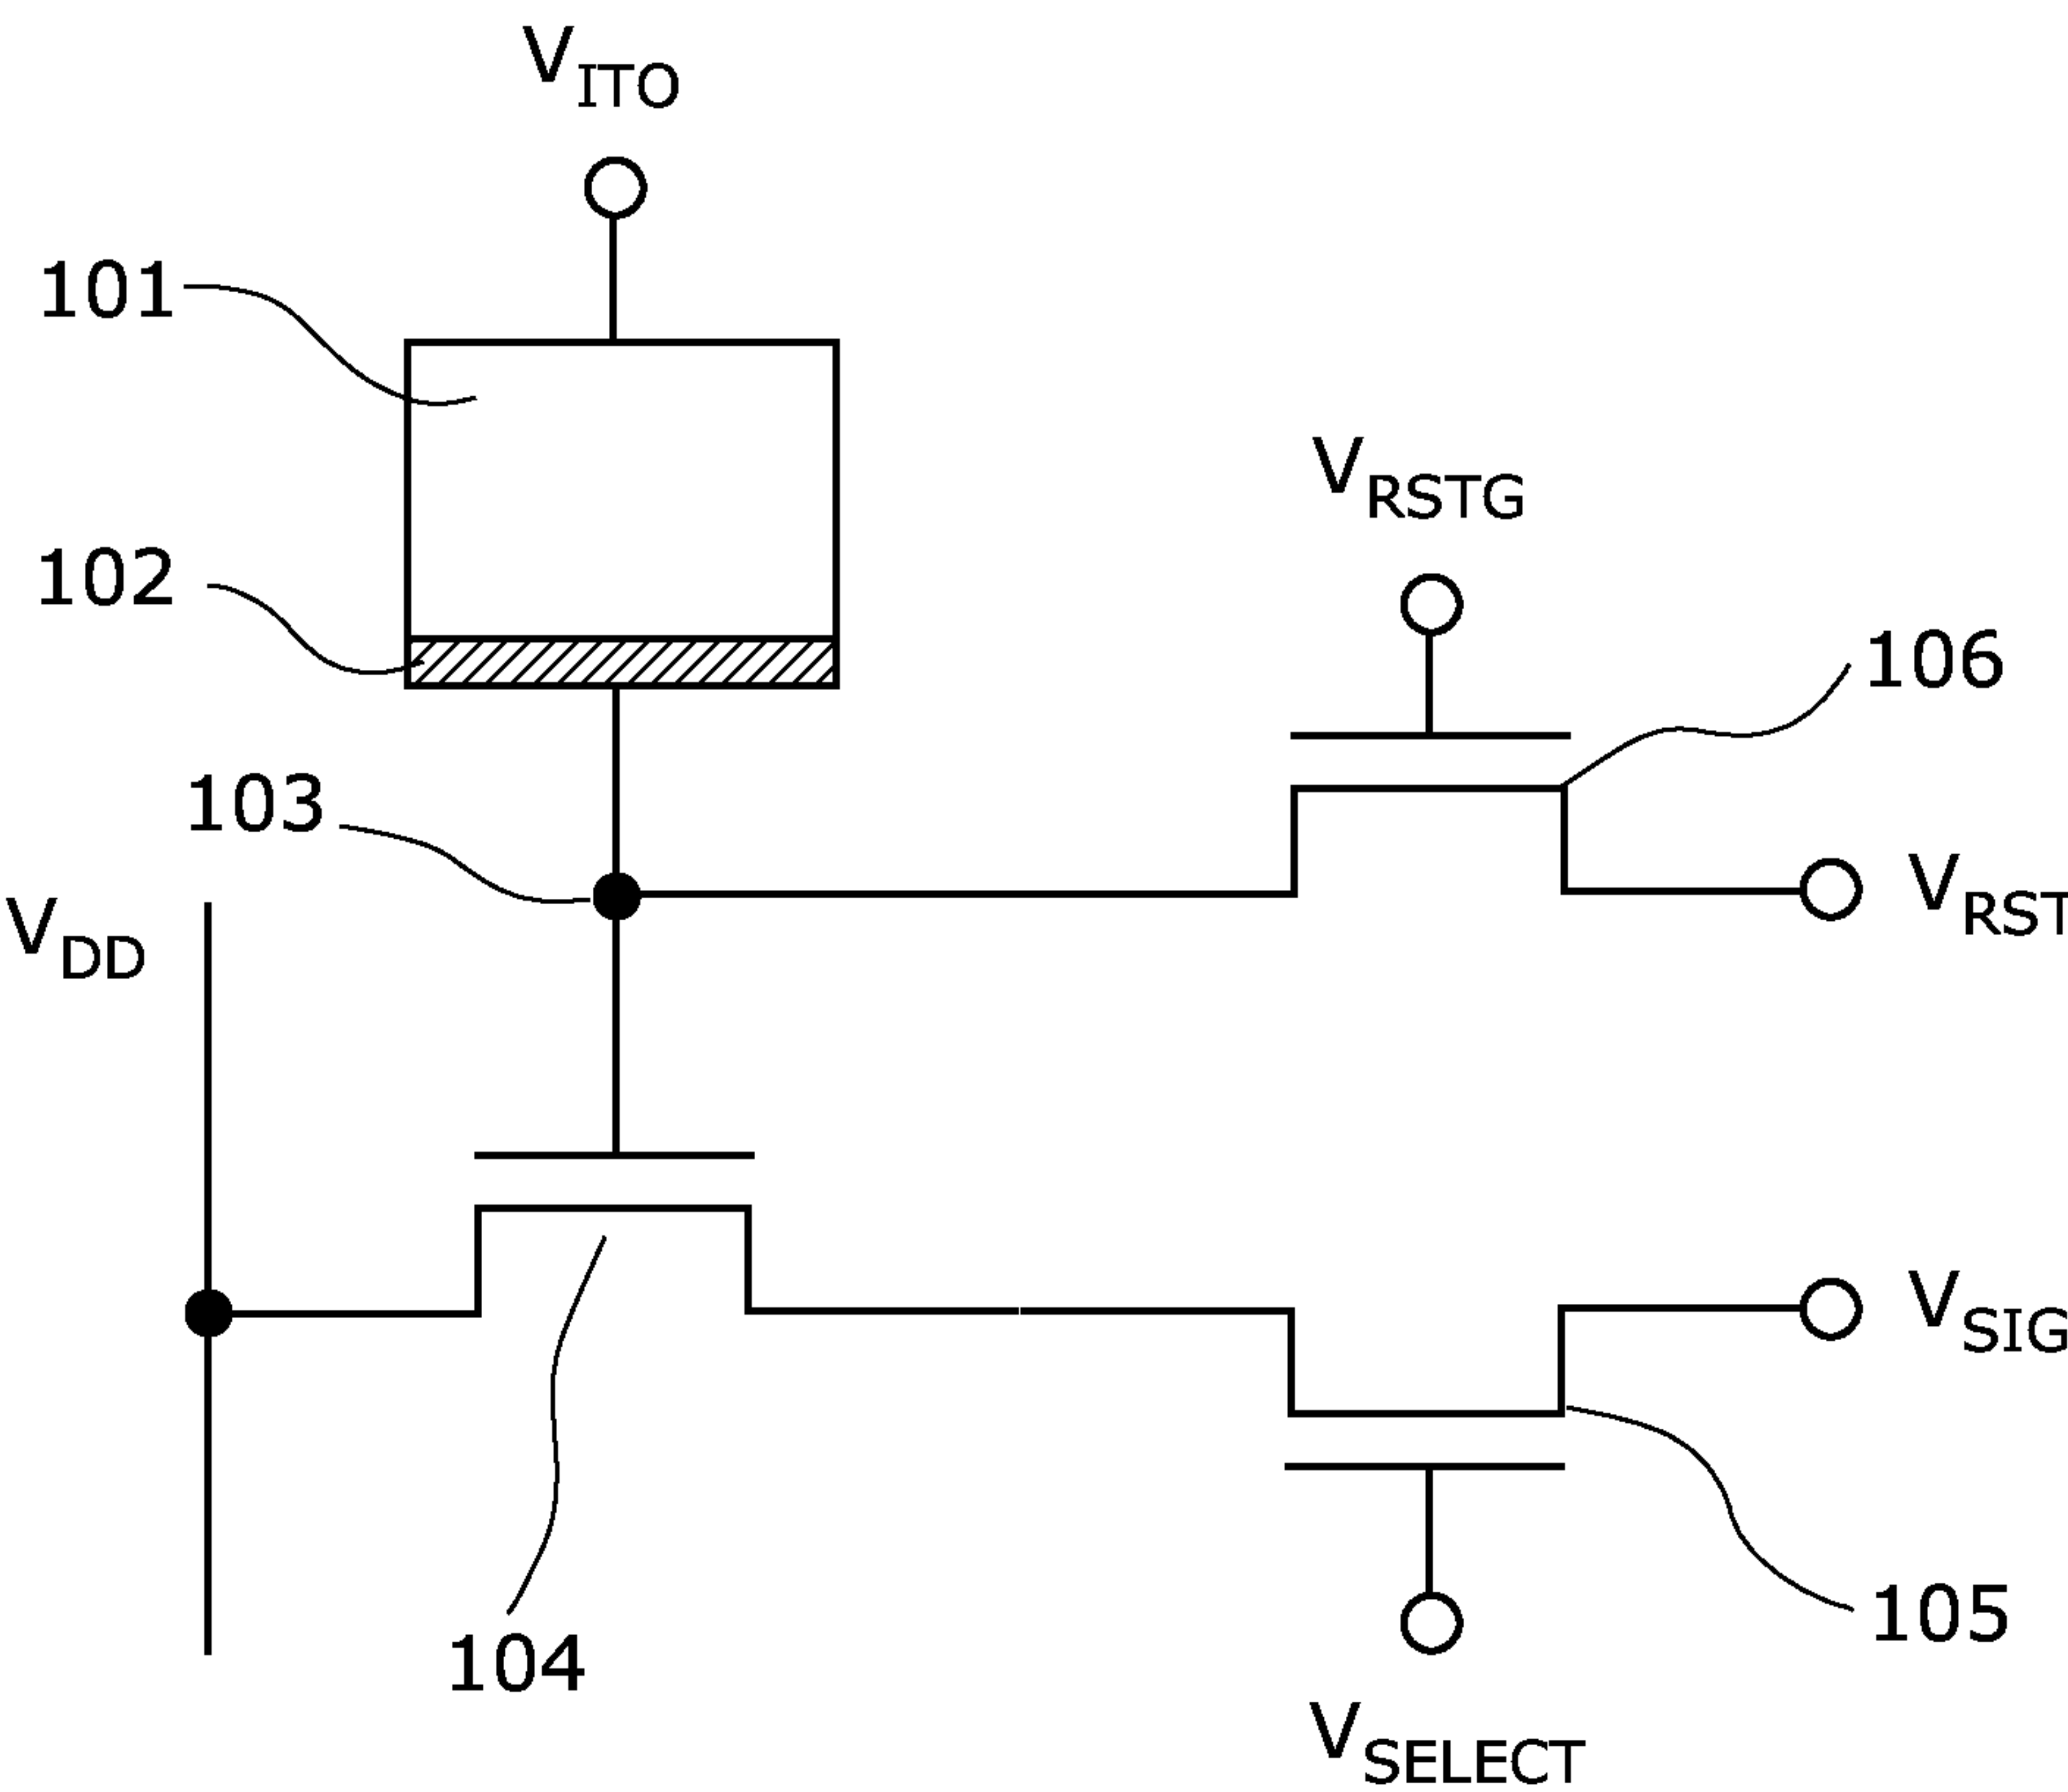 V_ITO
101
V_RSTG
102
106
103
V_RST
V_DD
V_SIG
105
104
V_SELECT